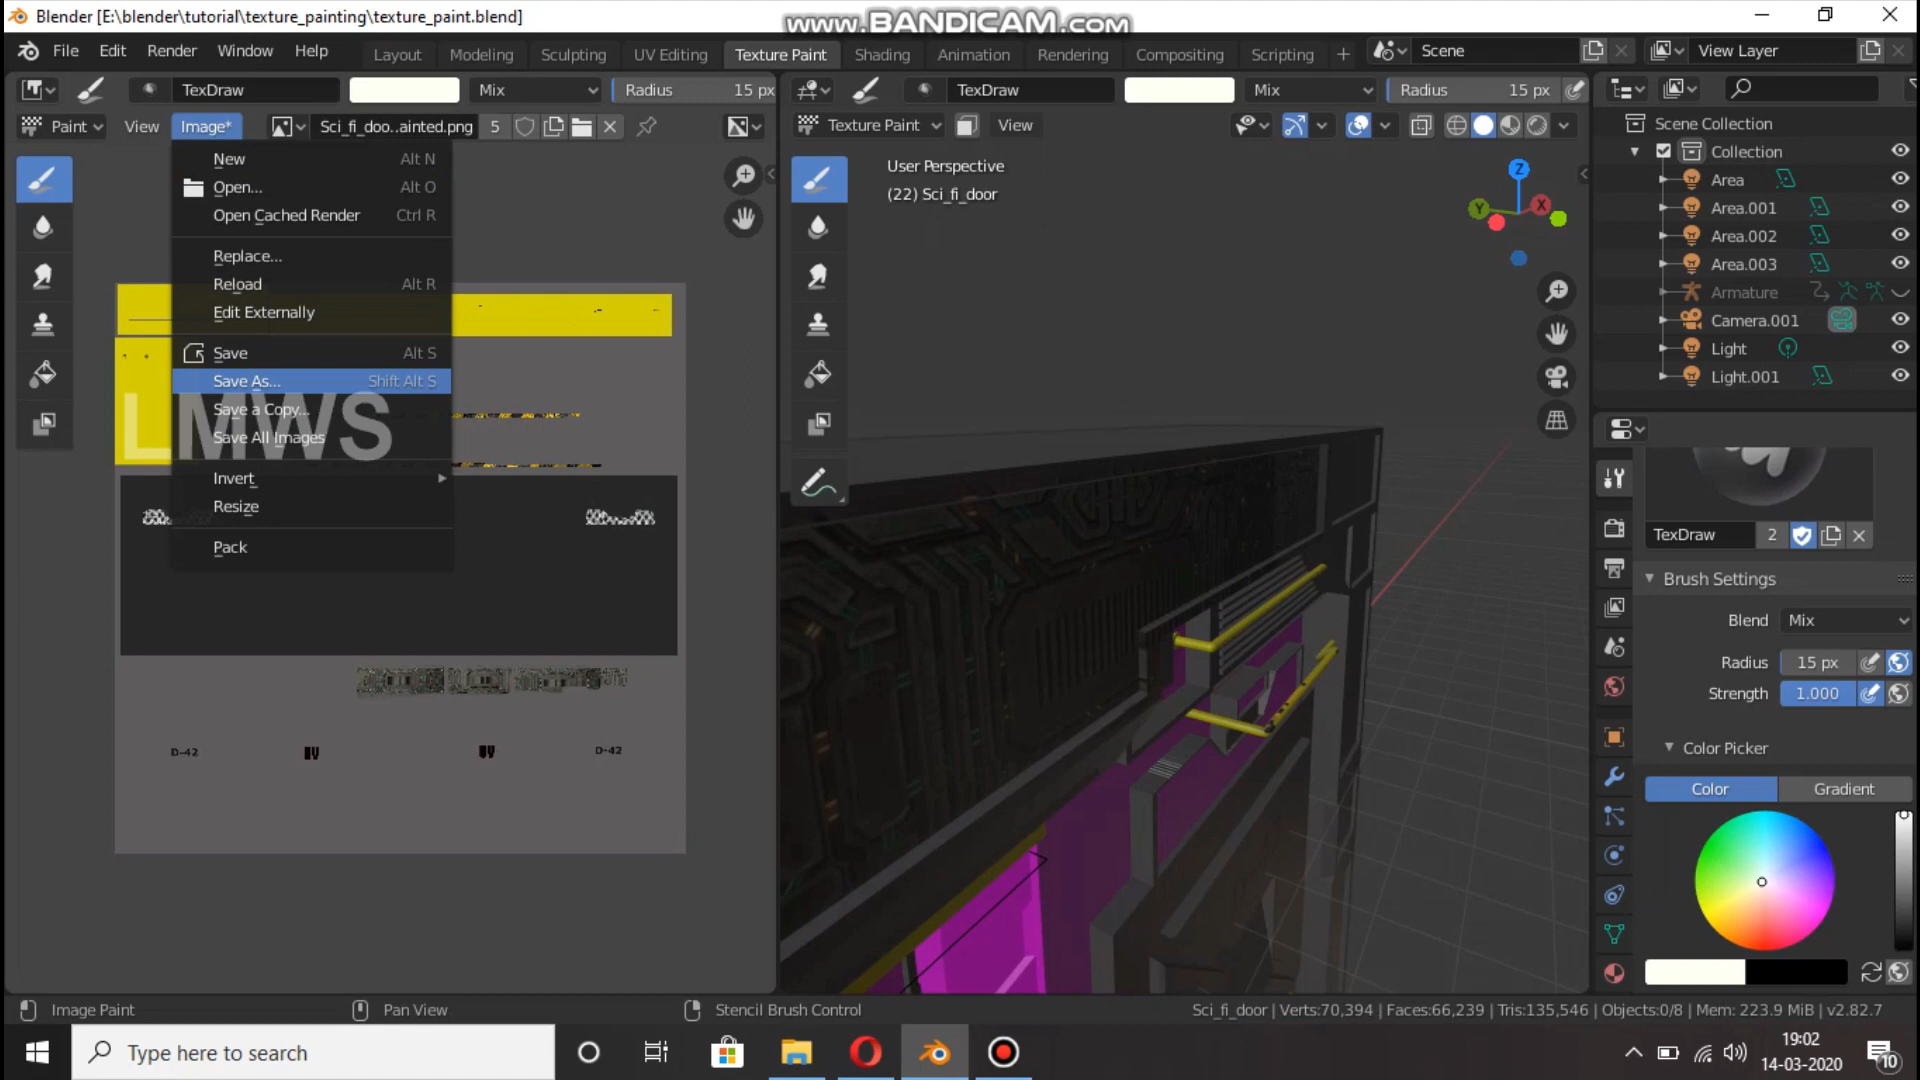 Blender [E:\blender\tutorial\texture_painting\texture_paint.blend]
www.BANDICAM.com
File Edit Render Window Help
Layout Modeling Sculpting UV Editing Texture Paint Shading Animation Rendering Compositing Scripting +
Scene
View Layer
TexDraw Mix Radius 15 px
TexDraw Mix Radius 15 px
Paint View Image* Sci_fi_doo..ainted.png 5
Texture Paint View
New Alt N
Open... Alt O
Open Cached Render Ctrl R
Replace...
Reload Alt R
Edit Externally
Save Alt S
Save As... Shift Alt S
Save a Copy...
Save All Images
Invert
Resize
Pack
LMWS
D-42
D-42
User Perspective
(22) Sci_fi_door
Z
Y
X
Scene Collection
Collection
Area
Area.001
Area.002
Area.003
Armature
Camera.001
Light
Light.001
TexDraw 2
Brush Settings
Blend Mix
Radius 15 px
Strength 1.000
Color Picker
Color Gradient
Image Paint
Pan View
Stencil Brush Control
Sci_fi_door | Verts:70,394 | Faces:66,239 | Tris:135,546 | Objects:0/8 | Mem: 223.9 MiB | v2.82.7
Type here to search
19:02
14-03-2020
10